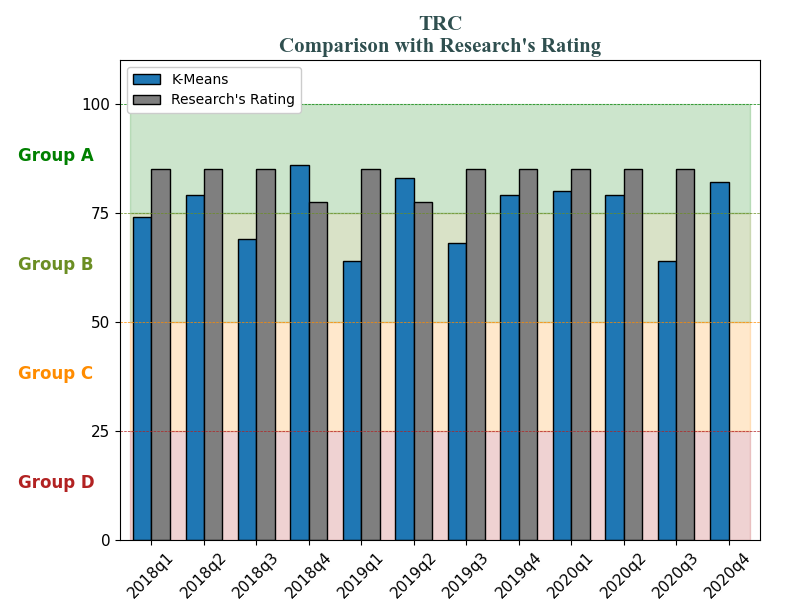 TRC
Comparison with Research's Rating
K-Means
Research's Rating
100
Group A
75
Group B
50
Group C
25
Group D
0
2018q1 2018q2 2018q3 2018q4 2019q1 2019q2 2019q3 2019q4 2020q1 2020q2 2020q3 2020q4